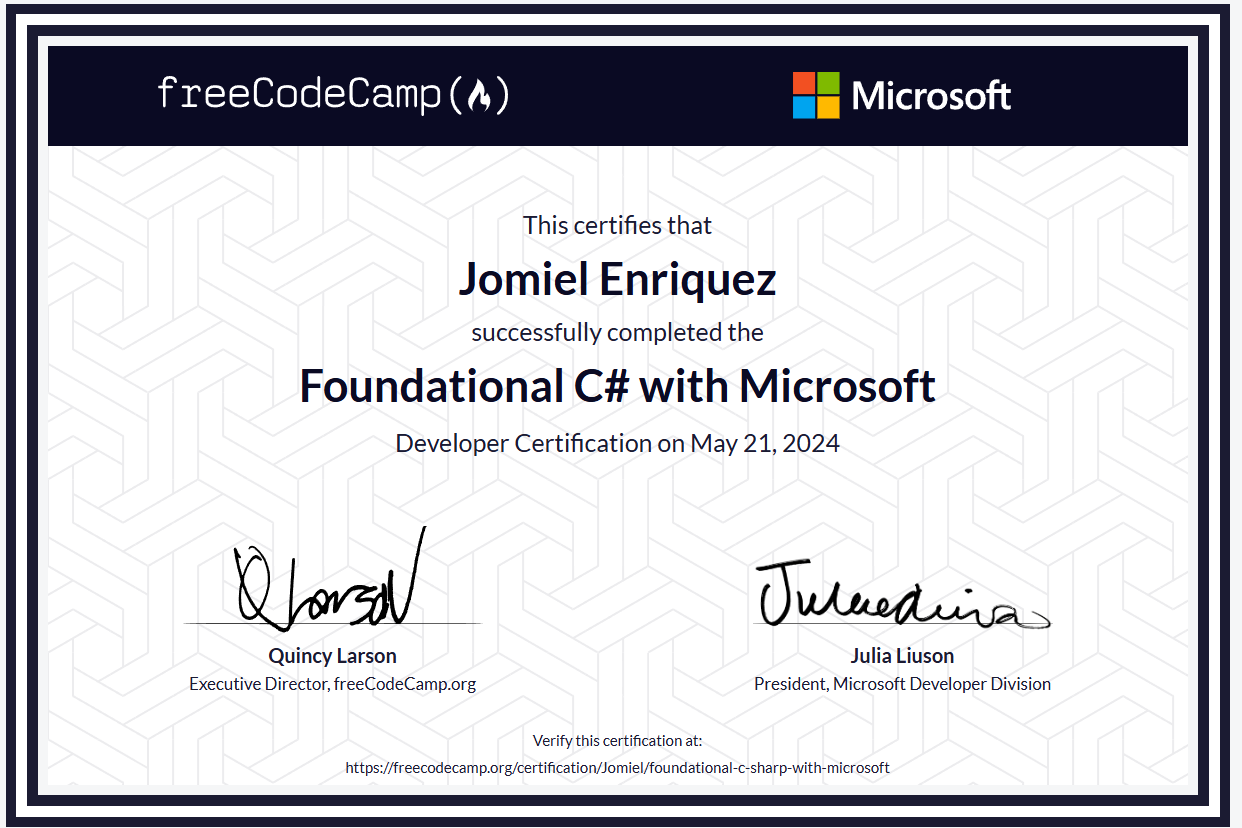 freeCodeCamp(🔥)
Microsoft
This certifies that
Jomiel Enriquez
successfully completed the
Foundational C# with Microsoft
Developer Certification on May 21, 2024
QLarson
Quincy Larson
Executive Director, freeCodeCamp.org
Julia Liuson
President, Microsoft Developer Division
Verify this certification at:
https://freecodecamp.org/certification/Jomiel/foundational-c-sharp-with-microsoft